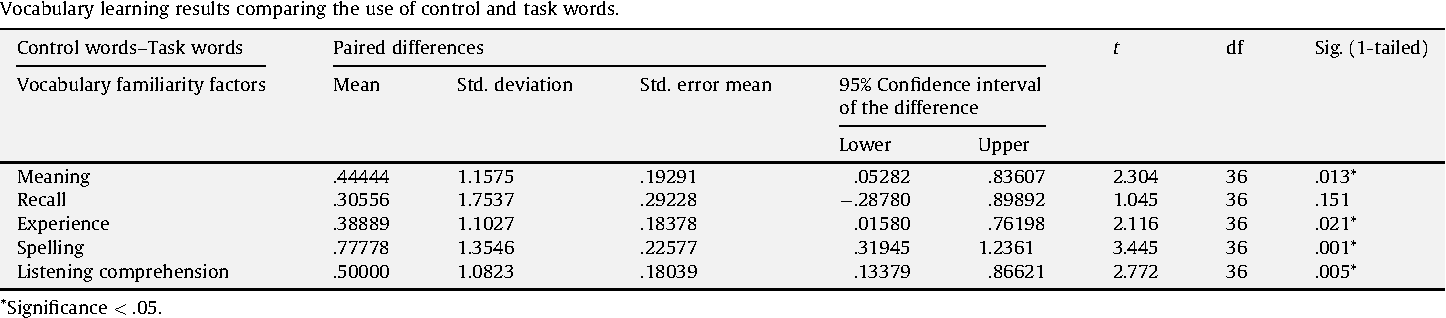 Vocabulary learning results comparing the use of control and task words.
Control words–Task words Paired differences t df Sig. (1-tailed)
Vocabulary familiarity factors Mean Std. deviation Std. error mean 95% Confidence interval
of the difference
Lower Upper
Meaning .44444 1.1575 .19291 .05282 .83607 2.304 36 .013*
Recall .30556 1.7537 .29228 −.28780 .89892 1.045 36 .151
Experience .38889 1.1027 .18378 .01580 .76198 2.116 36 .021*
Spelling .77778 1.3546 .22577 .31945 1.2361 3.445 36 .001*
Listening comprehension .50000 1.0823 .18039 .13379 .86621 2.772 36 .005*
*Significance < .05.